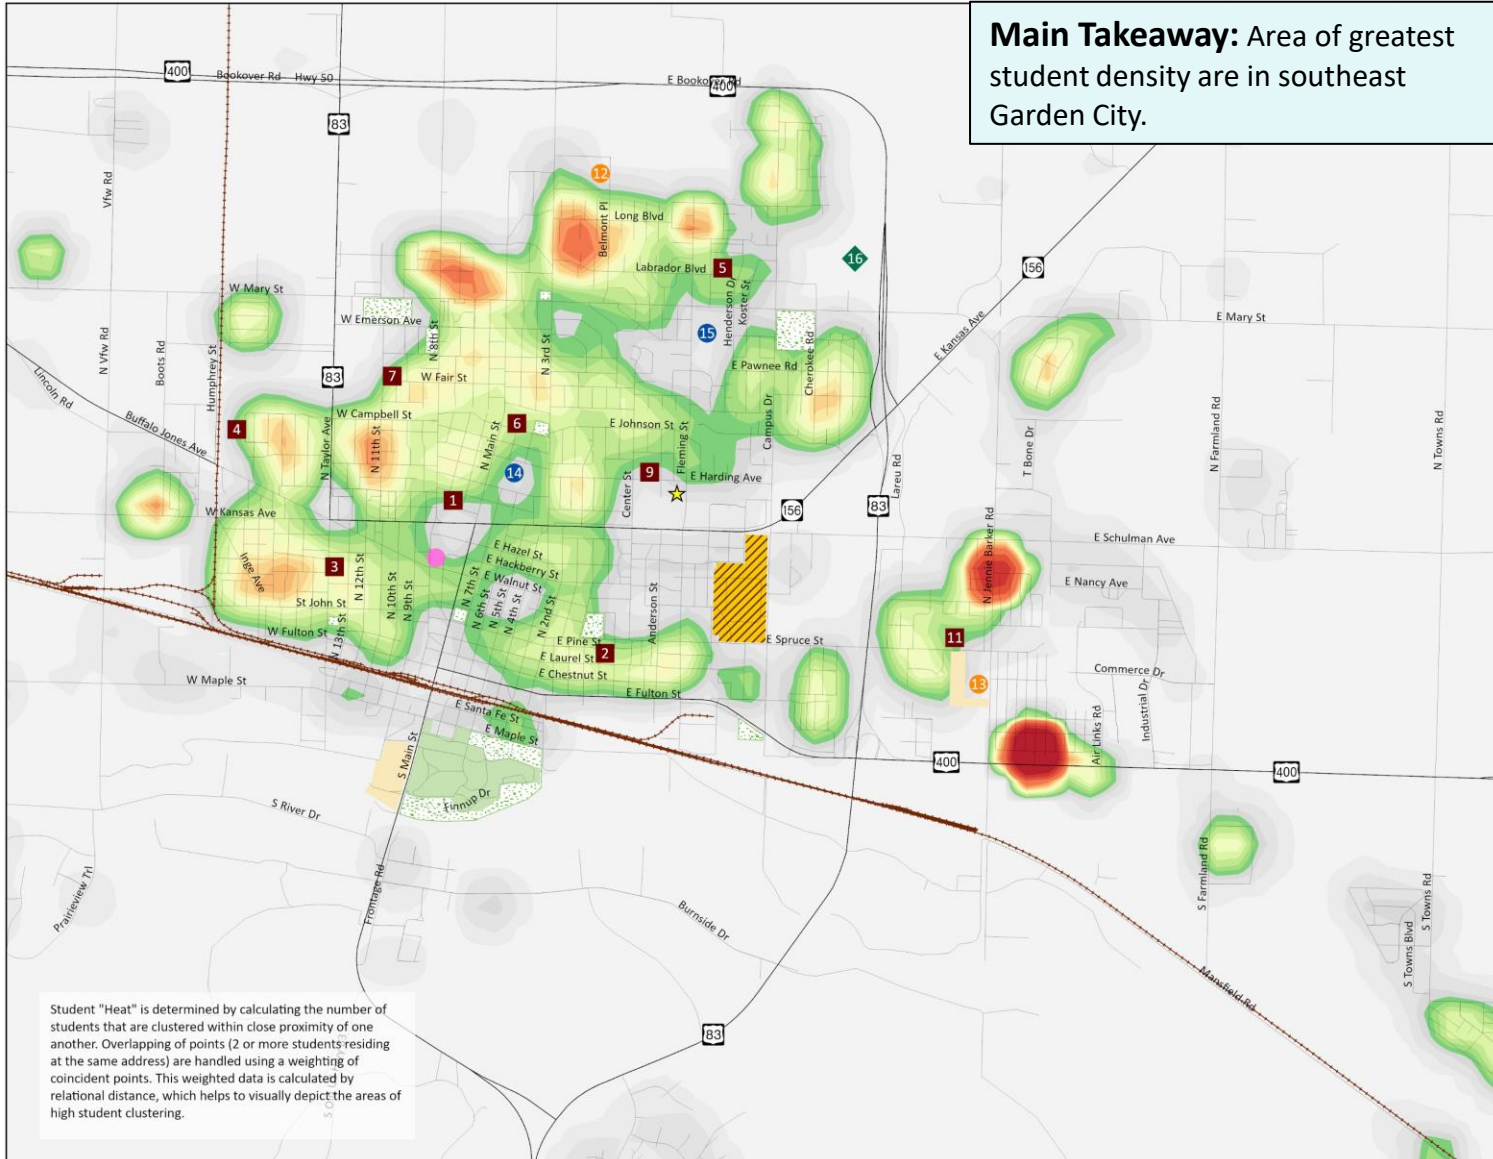 Main Takeaway: Area of greatest
student density are in southeast
Garden City.
400
Bookover Rd
Hwy 50
E Bookover Rd
400
83
12
Vfw Rd
Belmont Pl
Long Blvd
Labrador Blvd
5
16
156
Henderson Dr
Koster St
W Mary St
W Emerson Ave
N 8th St
15
E Mary St
N Vfw Rd
Boots Rd
Humphrey St
N 3rd St
E Kansas Ave
E Pawnee Rd
Cherokee Rd
83
7
W Fair St
Lincoln Rd
Buffalo Jones Ave
W Campbell St
4
6
E Johnson St
Fleming St
Campus Dr
N Taylor Ave
N 11th St
N Main St
T Bone Dr
N Farmland Rd
N Towns Rd
14
9
Center St
E Harding Ave
Lareu Rd
W Kansas Ave
1
156
83
N Jennie Barker Rd
E Schulman Ave
E Hazel St
E Hackberry St
E Walnut St
E Nancy Ave
Inge Ave
3
N 12th St
N 10th St
N 9th St
N 7th St
N 6th St
N 5th St
N 4th St
N 2nd St
Anderson St
St John St
W Fulton St
N 13th St
E Pine St
2
E Spruce St
11
E Laurel St
E Chestnut St
Commerce Dr
W Maple St
E Fulton St
13
E Santa Fe St
E Maple St
Air Links Rd
Industrial Dr
S Main St
400
400
S River Dr
Finnup Dr
Prairieview Trl
Frontage Rd
S Farmland Rd
S Towns Rd
S Towns Blvd
Burnside Dr
Mansfield Rd
83
Student "Heat" is determined by calculating the number of
students that are clustered within close proximity of one
another. Overlapping of points (2 or more students residing
at the same address) are handled using a weighting of
coincident points. This weighted data is calculated by
relational distance, which helps to visually depict the areas of
high student clustering.